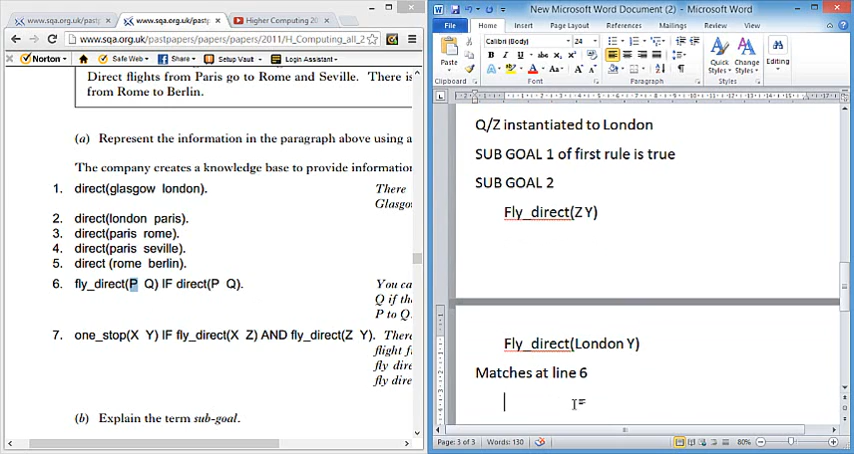 www.sqa.org.uk/past
www.sqa.org.uk/pastp
Higher Computing 20
New Microsoft Word Document (2) - Microsoft Word
www.sqa.org.uk/pastpapers/papers/papers/2011/H_Computing_all_2
Norton
Safe Web
Share
Setup Vault
Login Assistant
File
Home
Insert
Page Layout
References
Mailings
Review
View
Calibri (Body)
20
Paste
Quick Styles
Change Styles
Editing
Clipboard
Font
Paragraph
Styles
Direct flights from Paris go to Rome and Seville. There is
from Rome to Berlin.
(a) Represent the information in the paragraph above using a
The company creates a knowledge base to provide informatio
1. direct(glasgow london). There
Glasgo
2. direct(london paris).
3. direct(paris rome).
4. direct(paris seville).
5. direct (rome berlin).
6. fly_direct(P Q) IF direct(P Q). You ca
Q if the
P to Q.
7. one_stop(X Y) IF fly_direct(X Z) AND fly_direct(Z Y). There
flight f
fly dire
fly dire
(b) Explain the term sub-goal.
Q/Z instantiated to London
SUB GOAL 1 of first rule is true
SUB GOAL 2
Fly_direct(Z Y)
Fly_direct(London Y)
Matches at line 6
Page: 3 of 3
Words: 130
80%